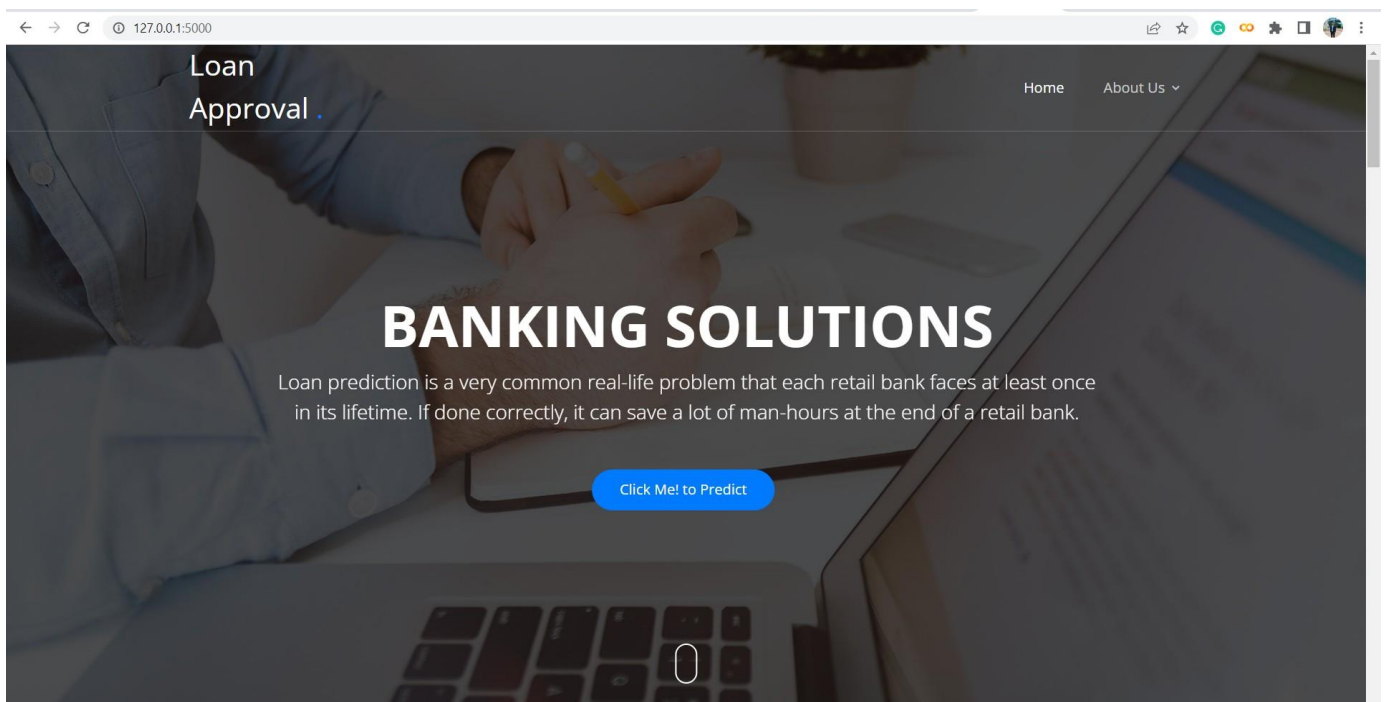 127.0.0.1:5000
Loan
Approval .
Home
About Us
BANKING SOLUTIONS
Loan prediction is a very common real-life problem that each retail bank faces at least once
in its lifetime. If done correctly, it can save a lot of man-hours at the end of a retail bank.
Click Me! to Predict